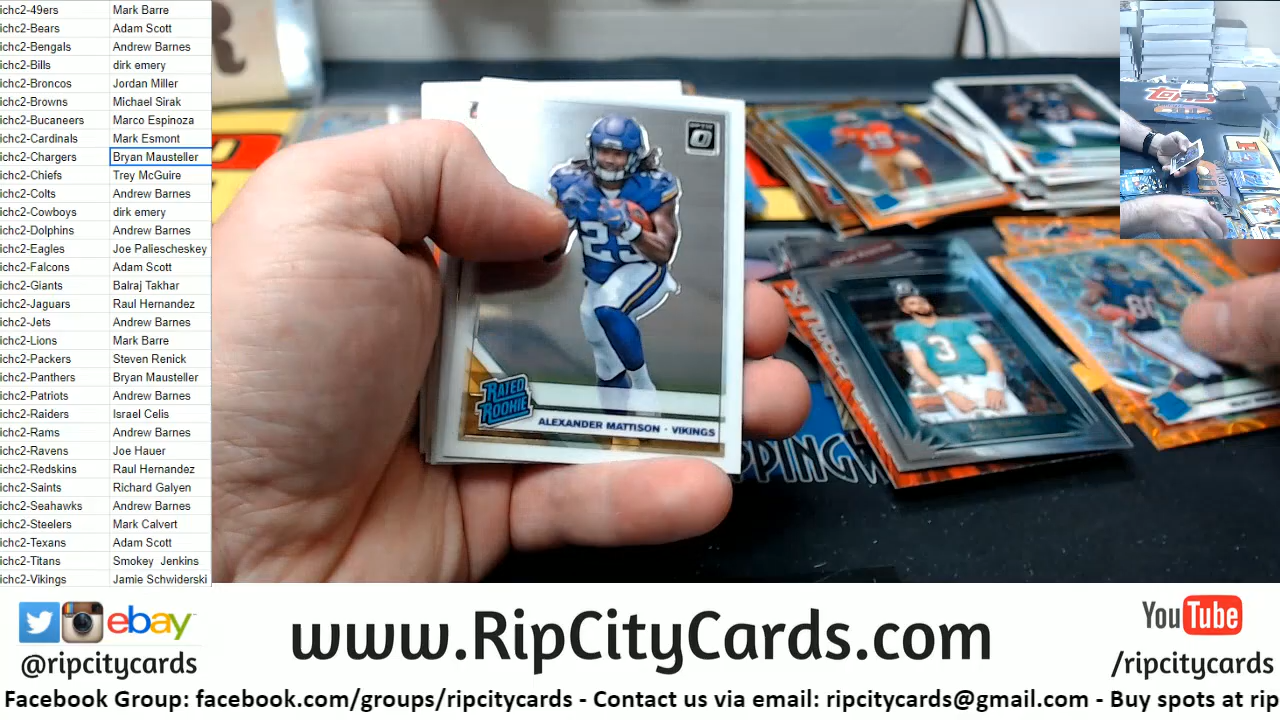 ichc2-49ers Mark Barre
ichc2-Bears Adam Scott
ichc2-Bengals Andrew Barnes
ichc2-Bills dirk emery
ichc2-Broncos Jordan Miller
ichc2-Browns Michael Sirak
ichc2-Bucaneers Marco Espinoza
ichc2-Cardinals Mark Esmont
ichc2-Chargers Bryan Mausteller
ichc2-Chiefs Trey McGuire
ichc2-Colts Andrew Barnes
ichc2-Cowboys dirk emery
ichc2-Dolphins Andrew Barnes
ichc2-Eagles Joe Paliescheskey
ichc2-Falcons Adam Scott
ichc2-Giants Balraj Takhar
ichc2-Jaguars Raul Hernandez
ichc2-Jets Andrew Barnes
ichc2-Lions Mark Barre
ichc2-Packers Steven Renick
ichc2-Panthers Bryan Mausteller
ichc2-Patriots Andrew Barnes
ichc2-Raiders Israel Celis
ichc2-Rams Andrew Barnes
ichc2-Ravens Joe Hauer
ichc2-Redskins Raul Hernandez
ichc2-Saints Richard Galyen
ichc2-Seahawks Andrew Barnes
ichc2-Steelers Mark Calvert
ichc2-Texans Adam Scott
ichc2-Titans Smokey Jenkins
ichc2-Vikings Jamie Schwiderski
OPTIC
25
RATED
ROOKIE
ALEXANDER MATTISON · VIKINGS
3
80
19
Topps
ebay
@ripcitycards
www.RipCityCards.com
YouTube
/ripcitycards
Facebook Group: facebook.com/groups/ripcitycards - Contact us via email: ripcitycards@gmail.com - Buy spots at rip